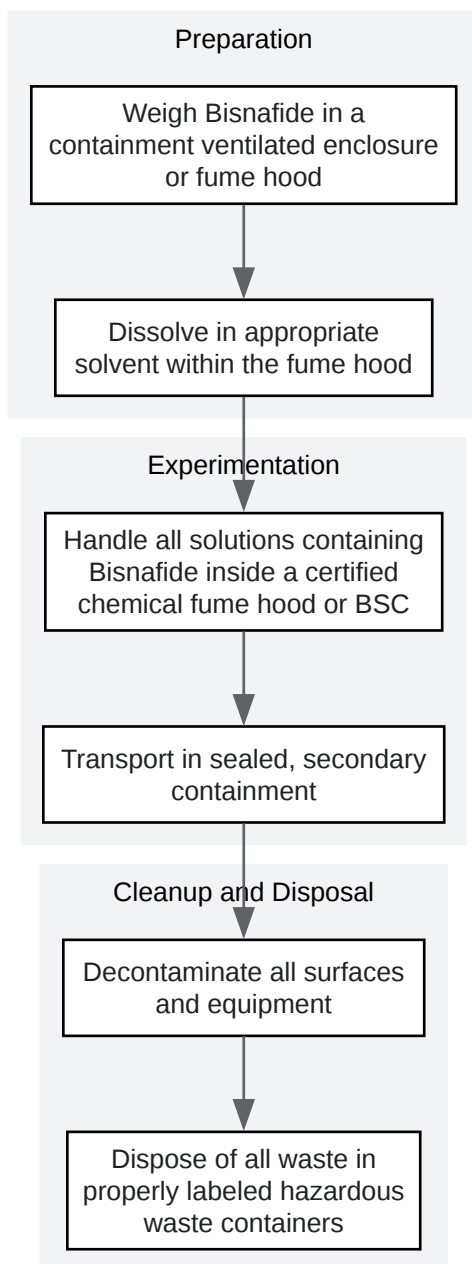 Preparation
Weigh Bisnafide in a
containment ventilated enclosure
or fume hood
Dissolve in appropriate
solvent within the fume hood
Experimentation
Handle all solutions containing
Bisnafide inside a certified
chemical fume hood or BSC
Transport in sealed, secondary
containment
Cleanup and Disposal
Decontaminate all surfaces
and equipment
Dispose of all waste in
properly labeled hazardous
waste containers